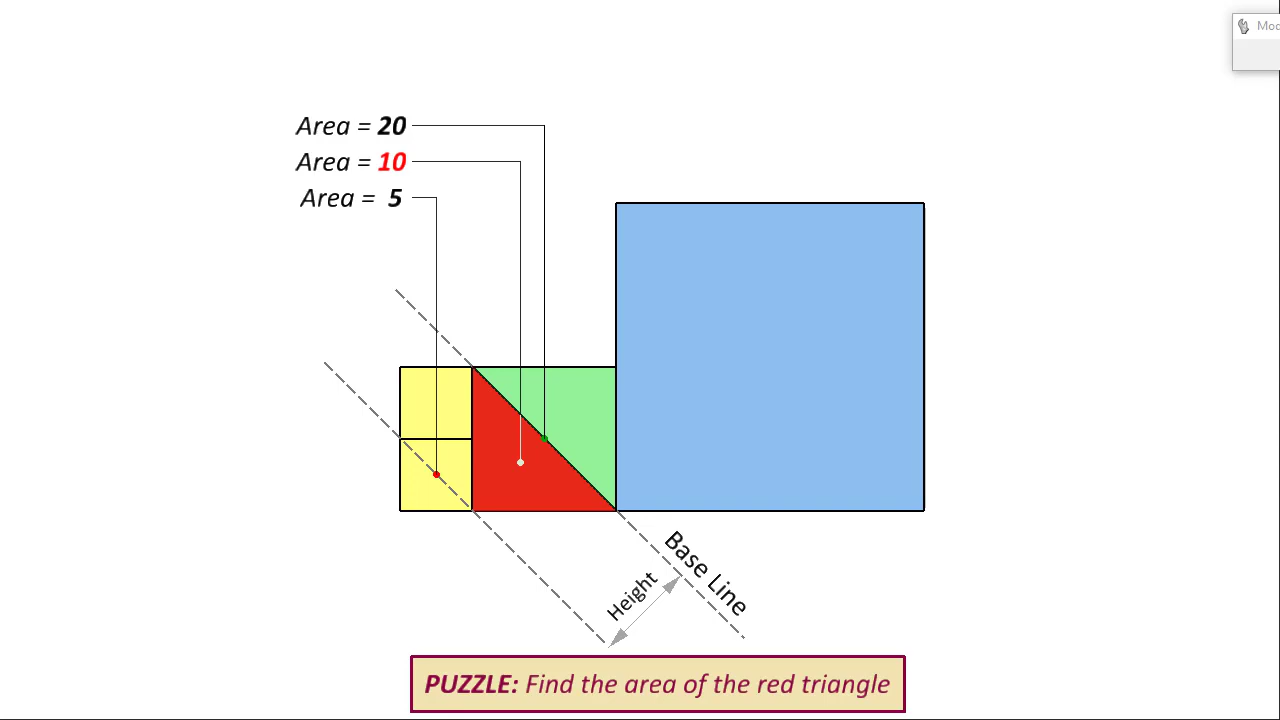 Area = 20
Area = 10
Area = 5
Base Line
Height
PUZZLE: Find the area of the red triangle